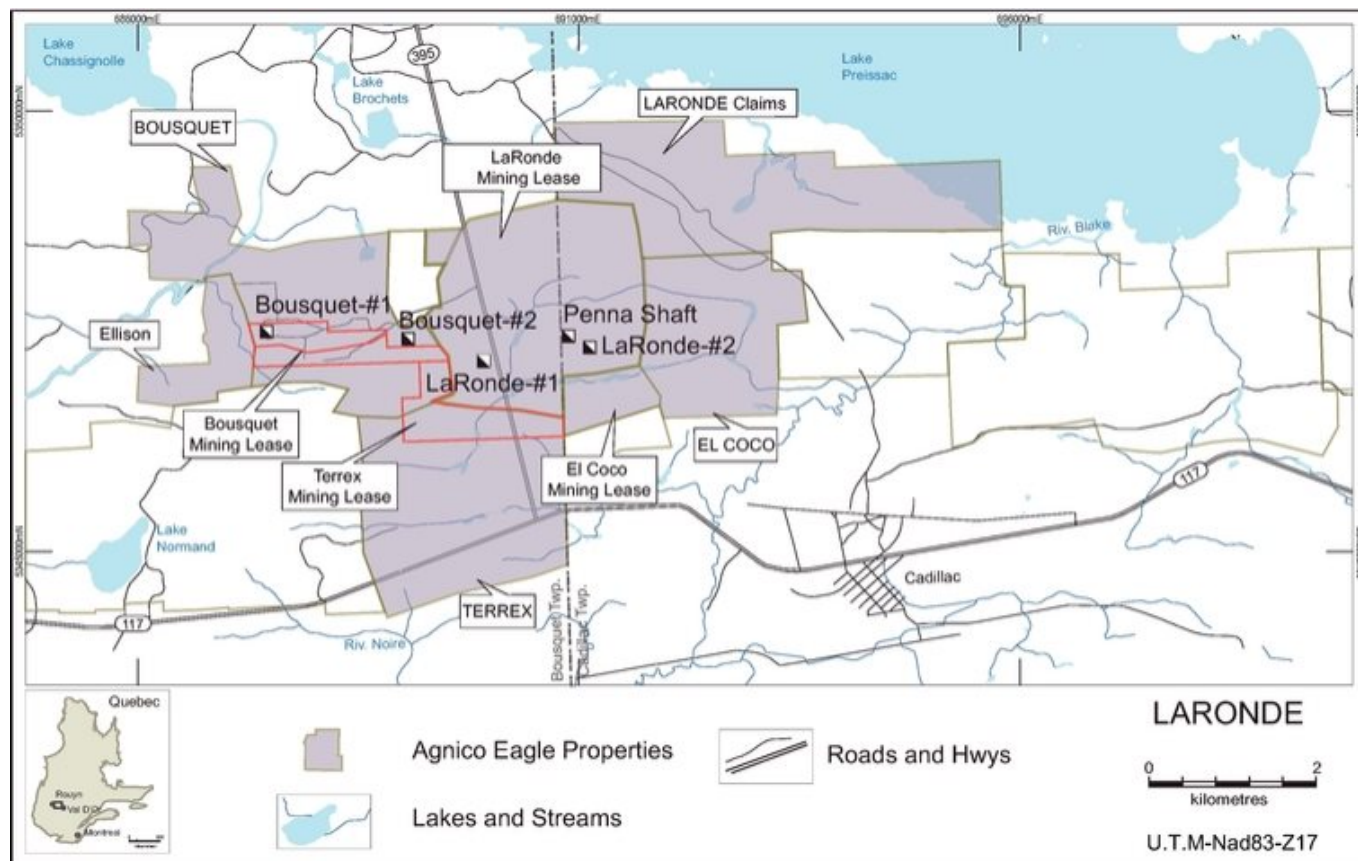 686000mE
691000mE
696000mE
Lake
Chassignolle
395
Lake
Brochets
Lake
Preissac
5350000mN
BOUSQUET
LARONDE Claims
LaRonde
Mining Lease
Riv. Blake
Bousquet-#1
Bousquet-#2
Penna Shaft
Ellison
LaRonde-#2
LaRonde-#1
Bousquet
Mining Lease
EL COCO
Terrex
Mining Lease
El Coco
Mining Lease
117
Lake
Normand
5345000mN
Cadillac
TERREX
117
Riv. Noire
Bousquet Twp.
Cadillac Twp.
Quebec
Rouyn
Val D'Or
Montreal
Agnico Eagle Properties
Roads and Hwys
Lakes and Streams
LARONDE
0 2
kilometres
U.T.M-Nad83-Z17